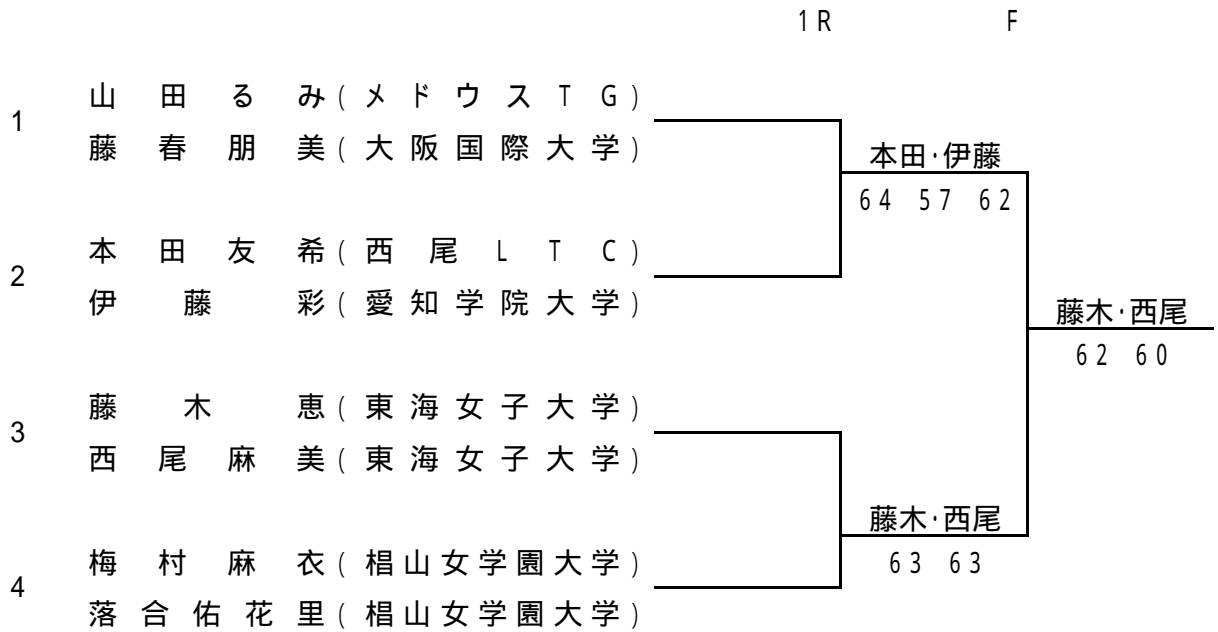 1R F
山田るみ(メドウスTG)
1
藤春朋美(大阪国際大学)
本田・伊藤
64 57 62
本田友希(西尾LTC)
2
伊藤彩(愛知学院大学)
藤木・西尾
62 60
藤木恵(東海女子大学)
3
西尾麻美(東海女子大学)
藤木・西尾
63 63
梅村麻衣(椙山女学園大学)
4
落合佑花里(椙山女学園大学)